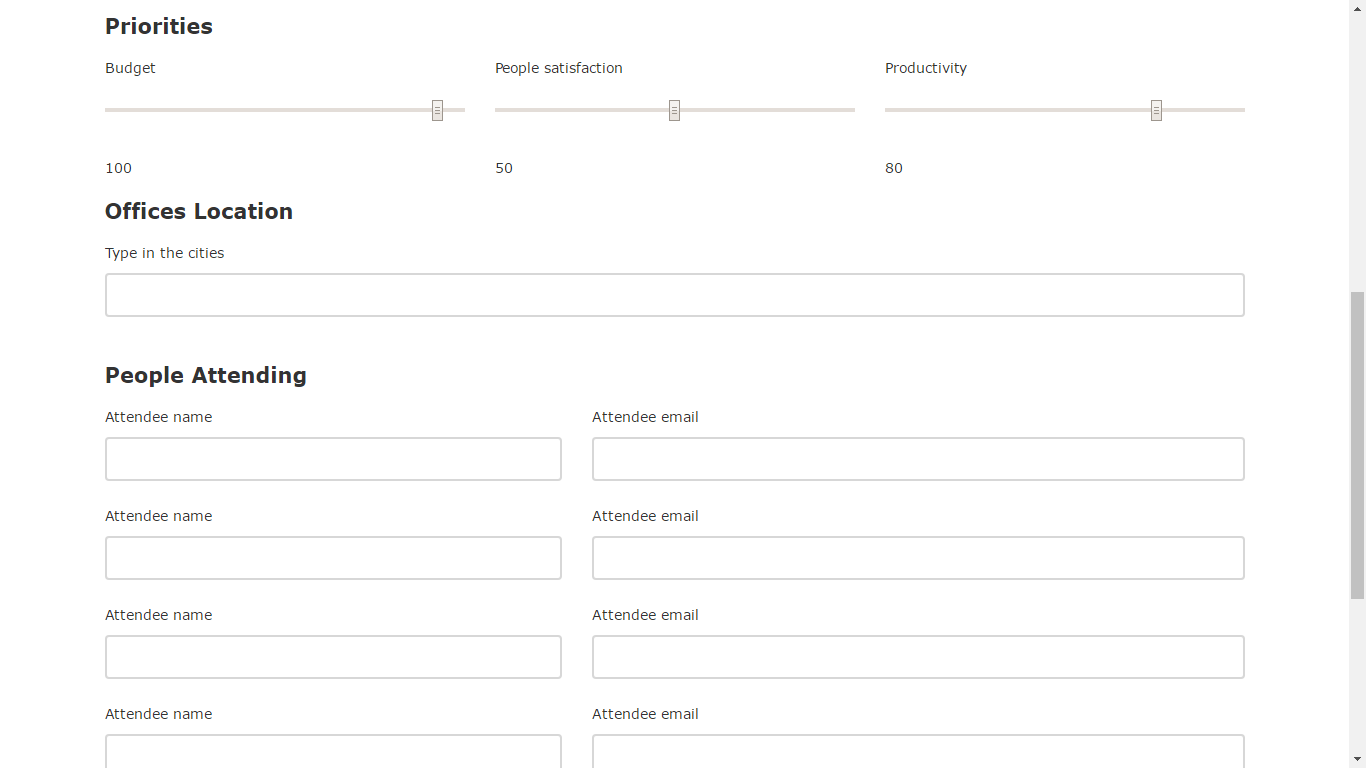 Priorities
Budget
People satisfaction
Productivity
100
50
80
Offices Location
Type in the cities
People Attending
Attendee name
Attendee email
Attendee name
Attendee email
Attendee name
Attendee email
Attendee name
Attendee email